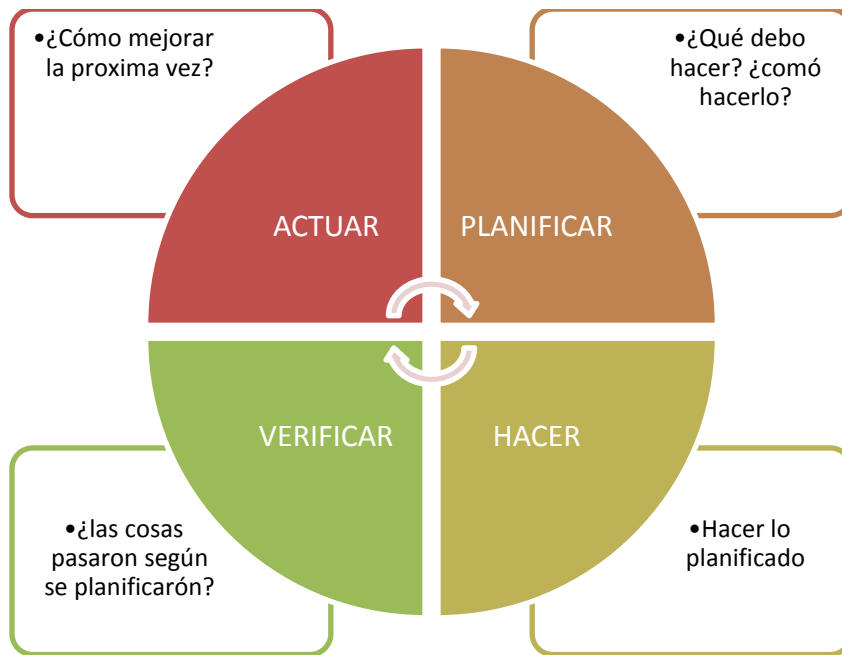 •¿Cómo mejorar
la proxima vez?
•¿Qué debo
hacer? ¿comó
hacerlo?
ACTUAR
PLANIFICAR
VERIFICAR
HACER
•¿las cosas
pasaron según
se planificarón?
•Hacer lo
planificado